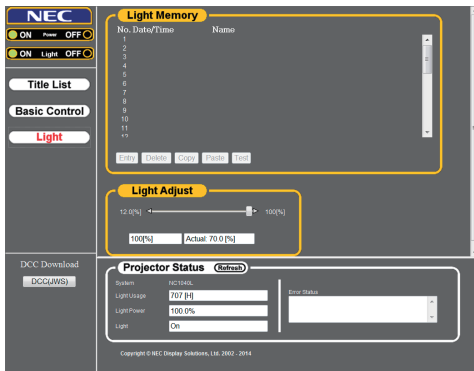 NEC
ON Power OFF
ON Light OFF
Title List
Basic Control
Light
Light Memory
No. Date/Time Name
1
2
3
4
5
6
7
8
9
10
11
12
Entry Delete Copy Paste Test
Light Adjust
12.0[%] 100[%]
100[%] Actual: 70.0 [%]
DCC Download
DCC(JWS)
Projector Status Refresh
System NC1040L
Light Usage 707 [H]
Light Power 100.0%
Light On
Error Status
Copyright © NEC Display Solutions, Ltd. 2002 - 2014